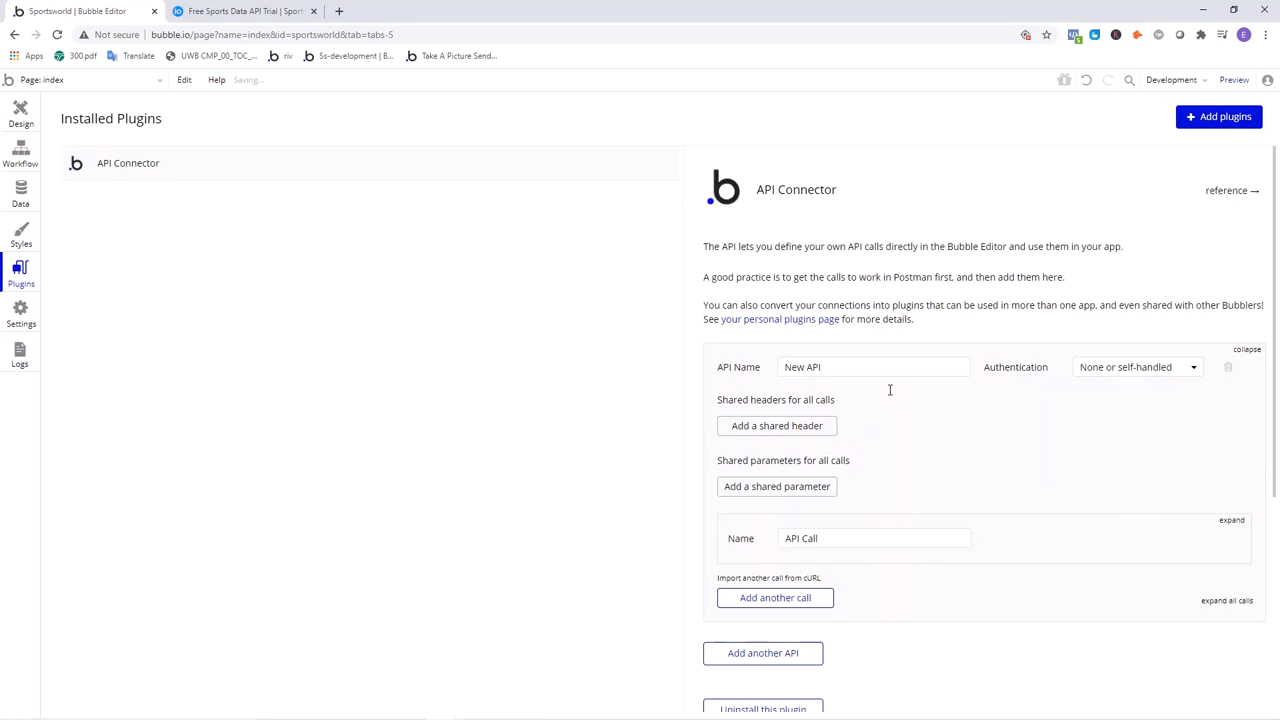 Sportsworld | Bubble Editor
Free Sports Data API Trial | Sports
Not secure
bubble.io/page?name=index&id=sportsworld&tab=tabs-5
Apps
300.pdf
Translate
UWB CMP_00_TOC_...
riv
Ss-development | B...
Take A Picture Send...
E
Page: index
Edit
Help
Saving...
Development
Preview
Design
Workflow
Data
Styles
Plugins
Settings
Logs
Installed Plugins
+ Add plugins
.b API Connector
.b API Connector
reference →
The API lets you define your own API calls directly in the Bubble Editor and use them in your app.
A good practice is to get the calls to work in Postman first, and then add them here.
You can also convert your connections into plugins that can be used in more than one app, and even shared with other Bubblers!
See your personal plugins page for more details.
collapse
API Name New API Authentication None or self-handled
Shared headers for all calls
Add a shared header
Shared parameters for all calls
Add a shared parameter
expand
Name API Call
Import another call from cURL
Add another call
expand all calls
Add another API
Uninstall this plugin